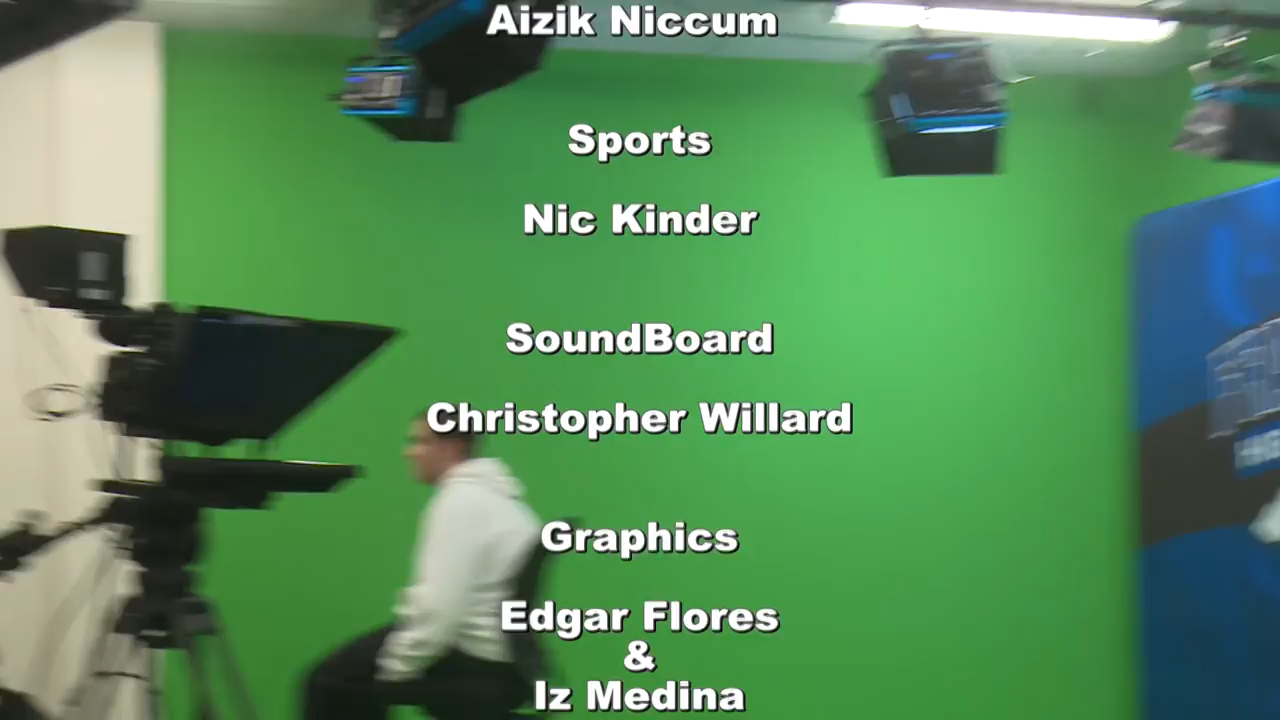 Aizik Niccum
Sports
Nic Kinder
SoundBoard
Christopher Willard
Graphics
Edgar Flores
&
Iz Medina